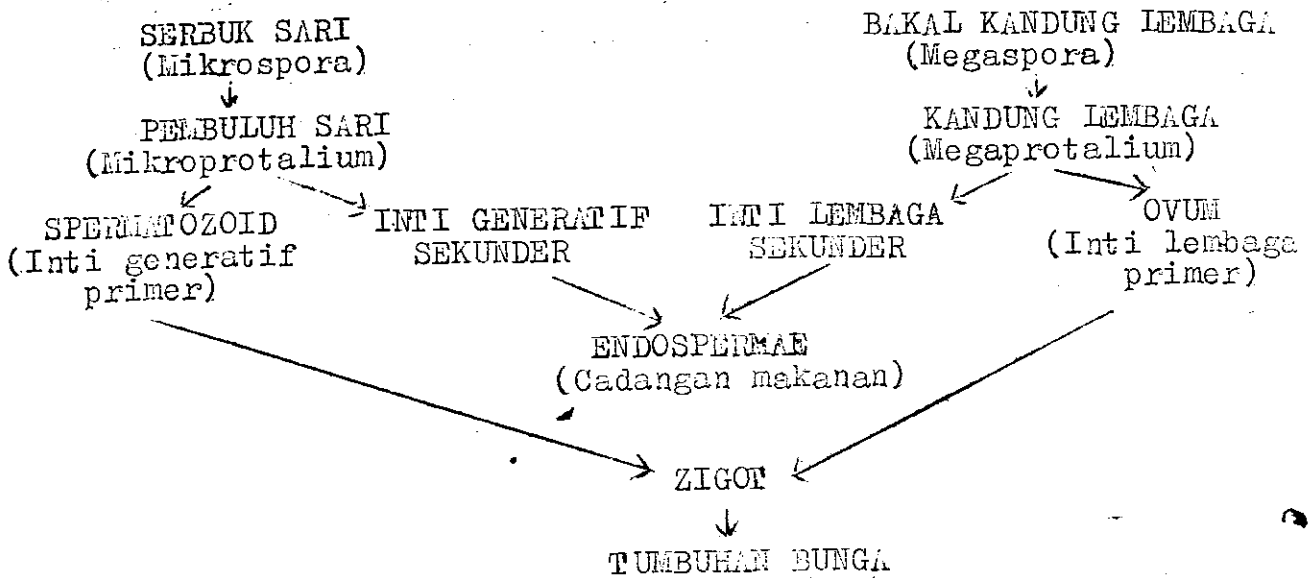 SERBUK SARI
(Mikrospora)
BAKAL KANDUNG LEMBAGA
(Megaspora)
PEMBULUH SARI
(Mikroprotalium)
KANDUNG LEMBAGA
(Megaprotalium)
SPERMATOZOID
(Inti generatif
primer)
INTI GENERATIF
SEKUNDER
INTI LEMBAGA
SEKUNDER
OVUM
(Inti lembaga
primer)
ENDOSPERMAE
(Cadangan makanan)
ZIGOT
TUMBUHAN BUNGA